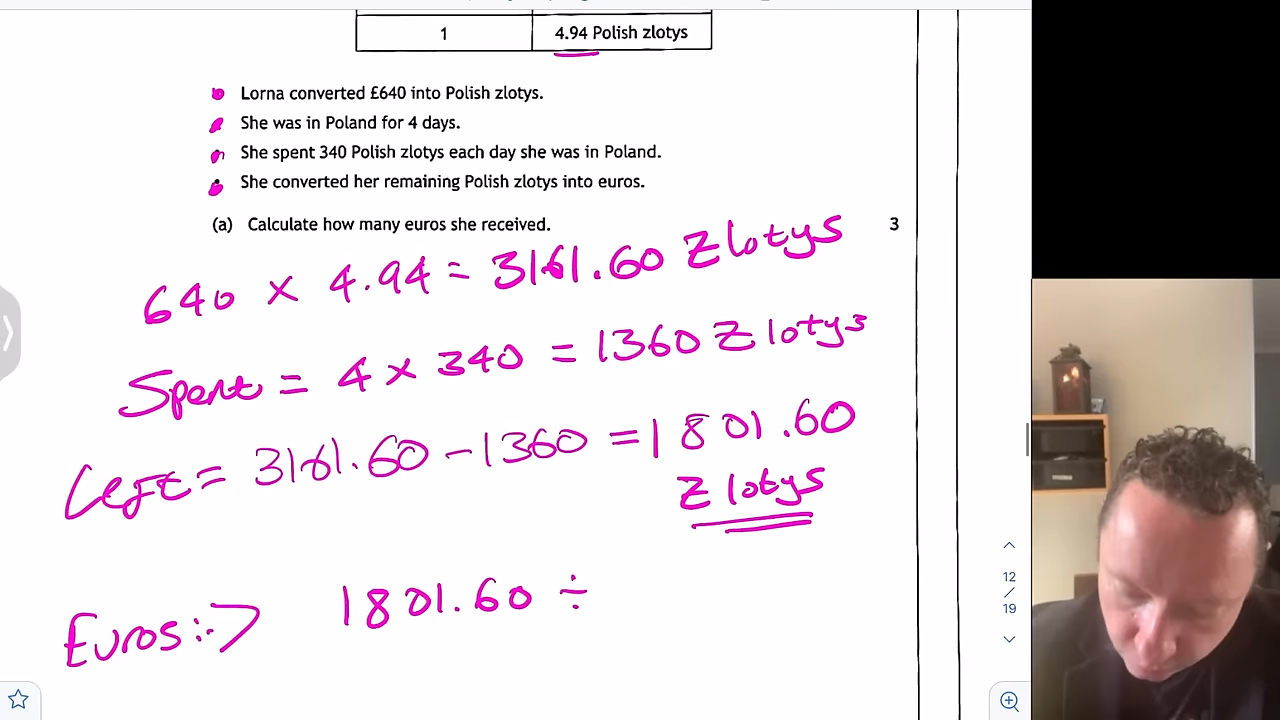 1 4.94 Polish zlotys
Lorna converted £640 into Polish zlotys.
She was in Poland for 4 days.
She spent 340 Polish zlotys each day she was in Poland.
She converted her remaining Polish zlotys into euros.
(a) Calculate how many euros she received. 3
640 × 4.94 = 3161.60 Zlotys
Spent = 4 × 340 = 1360 Zlotys
Left = 3161.60 - 1360 = 1801.60
Zlotys
Euros :-> 1801.60 ÷
12
/
19